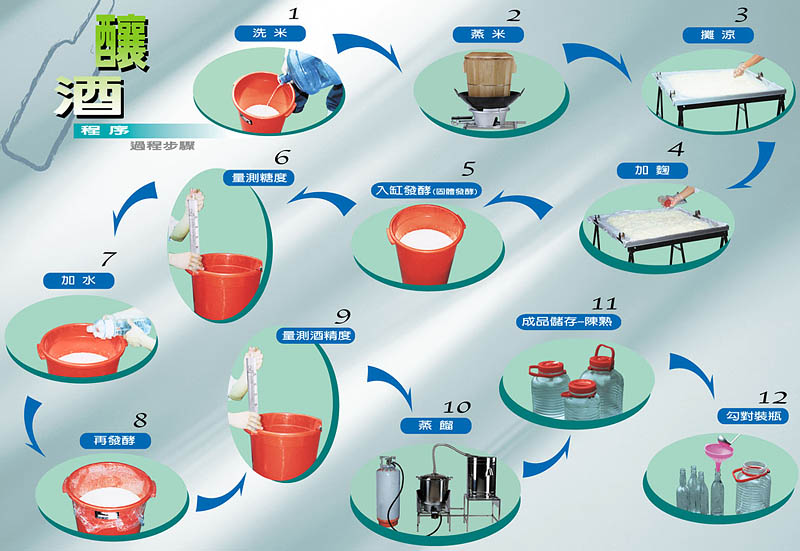 釀
酒
程序
過程步驟
1
洗米
2
蒸米
3
攤涼
4
加麴
5
入缸發酵(固體發酵)
6
量測糖度
7
加水
8
再發酵
9
量測酒精度
10
蒸餾
11
成品儲存-陳熟
12
勾對裝瓶